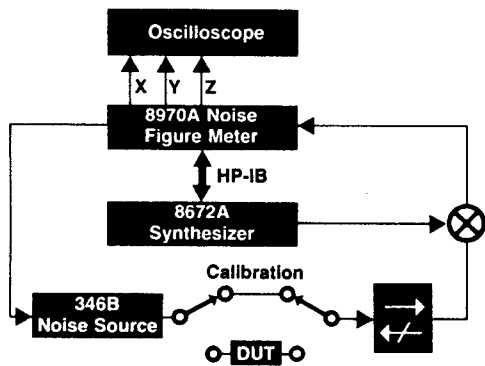 Oscilloscope
X Y Z
8970A Noise
Figure Meter
HP-IB
8672A
Synthesizer
Calibration
346B
Noise Source
DUT